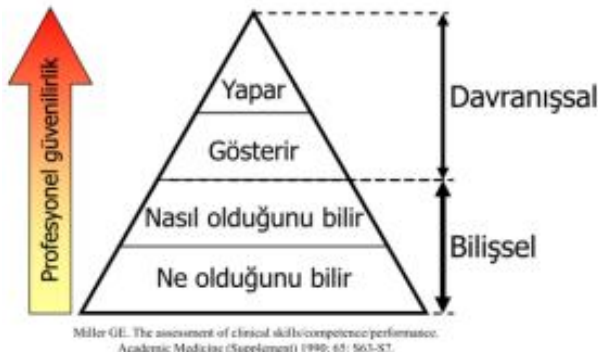 Profesyonel güvenilirlik
Yapar
Gösterir
Nasıl olduğunu bilir
Ne olduğunu bilir
Davranışsal
Bilişsel
Miller GE. The assessment of clinical skills/competence/performance.
Academic Medicine (Supplement) 1990; 65: S63-S7.